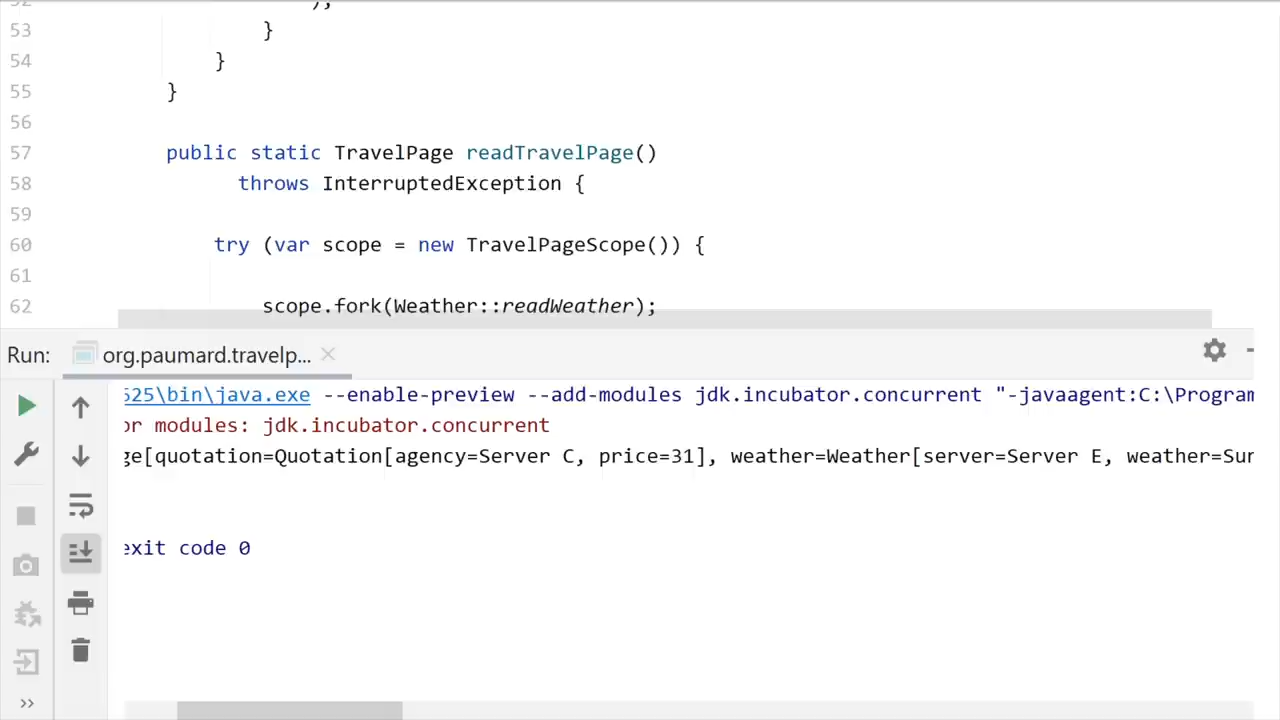 52 );
53 }
54 }
55 }
56
57 public static TravelPage readTravelPage()
58 throws InterruptedException {
59
60 try (var scope = new TravelPageScope()) {
61
62 scope.fork(Weather::readWeather);
Run: org.paumard.travelp...
525\bin\java.exe --enable-preview --add-modules jdk.incubator.concurrent "-javaagent:C:\Program
or modules: jdk.incubator.concurrent
ge[quotation=Quotation[agency=Server C, price=31], weather=Weather[server=Server E, weather=Sun
exit code 0